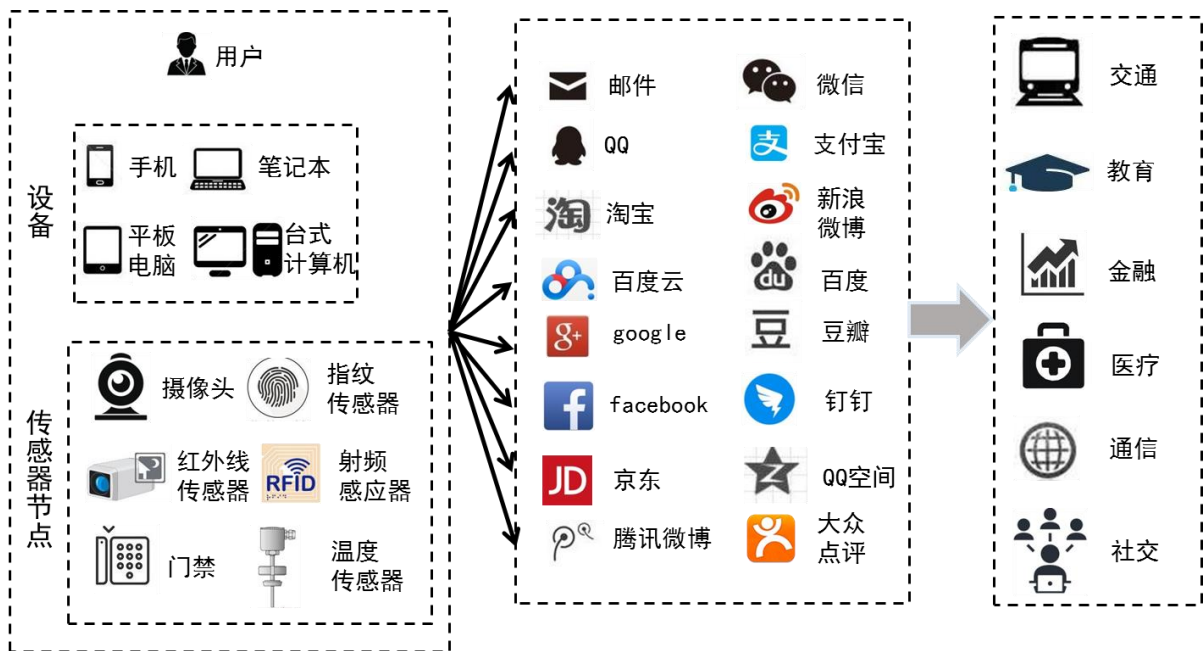 用户
设备
手机
笔记本
平板
电脑
台式
计算机
传感器节点
摄像头
指纹
传感器
红外线
传感器
RFID
射频
感应器
门禁
温度
传感器
邮件
微信
QQ
支
支付宝
淘
淘宝
新浪
微博
百度云
du
百度
g+
google
豆
豆瓣
f
facebook
钉钉
JD
京东
Z
QQ空间
腾讯微博
大众
点评
交通
教育
金融
医疗
通信
社交